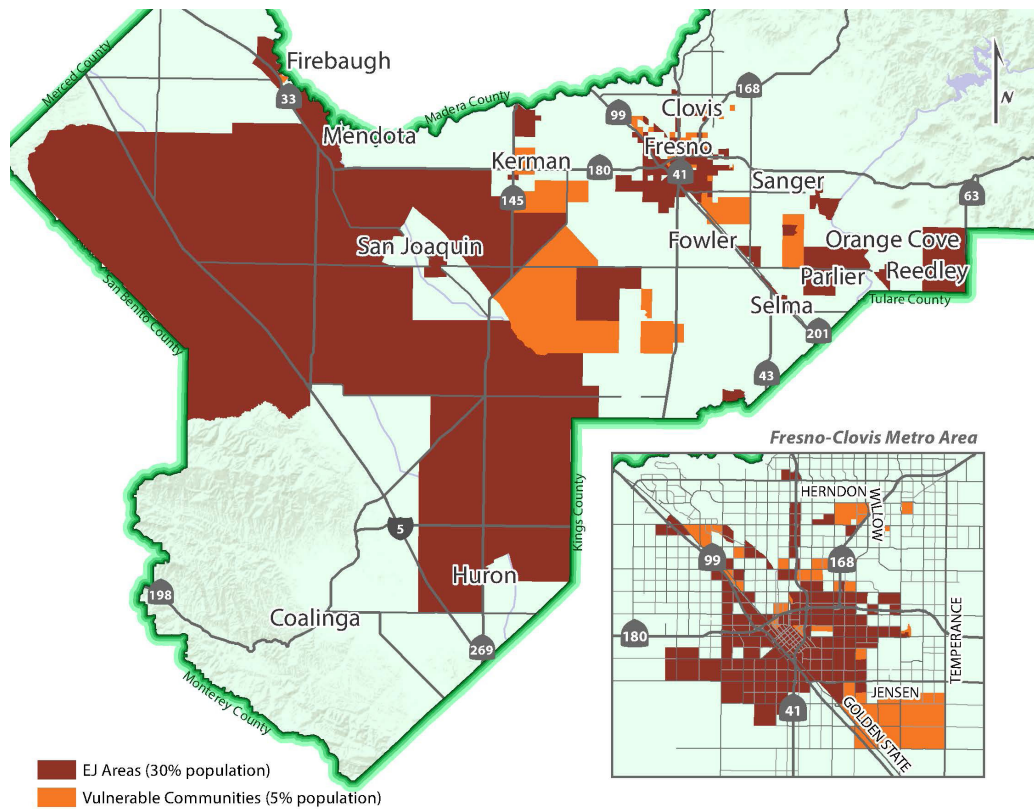 Firebaugh
Merced County
33
Madera County
168
99
Clovis
Mendota
Fresno
Kerman
180
41
Sanger
145
63
San Joaquin
Fowler
Orange Cove
Parlier
Reedley
San Benito County
Selma
Tulare County
201
43
Fresno-Clovis Metro Area
HERNDON
WILLOW
Kings County
5
99
168
Huron
198
Coalinga
180
TEMPERANCE
269
JENSEN
Monterey County
41
GOLDEN STATE
EJ Areas (30% population)
Vulnerable Communities (5% population)
N